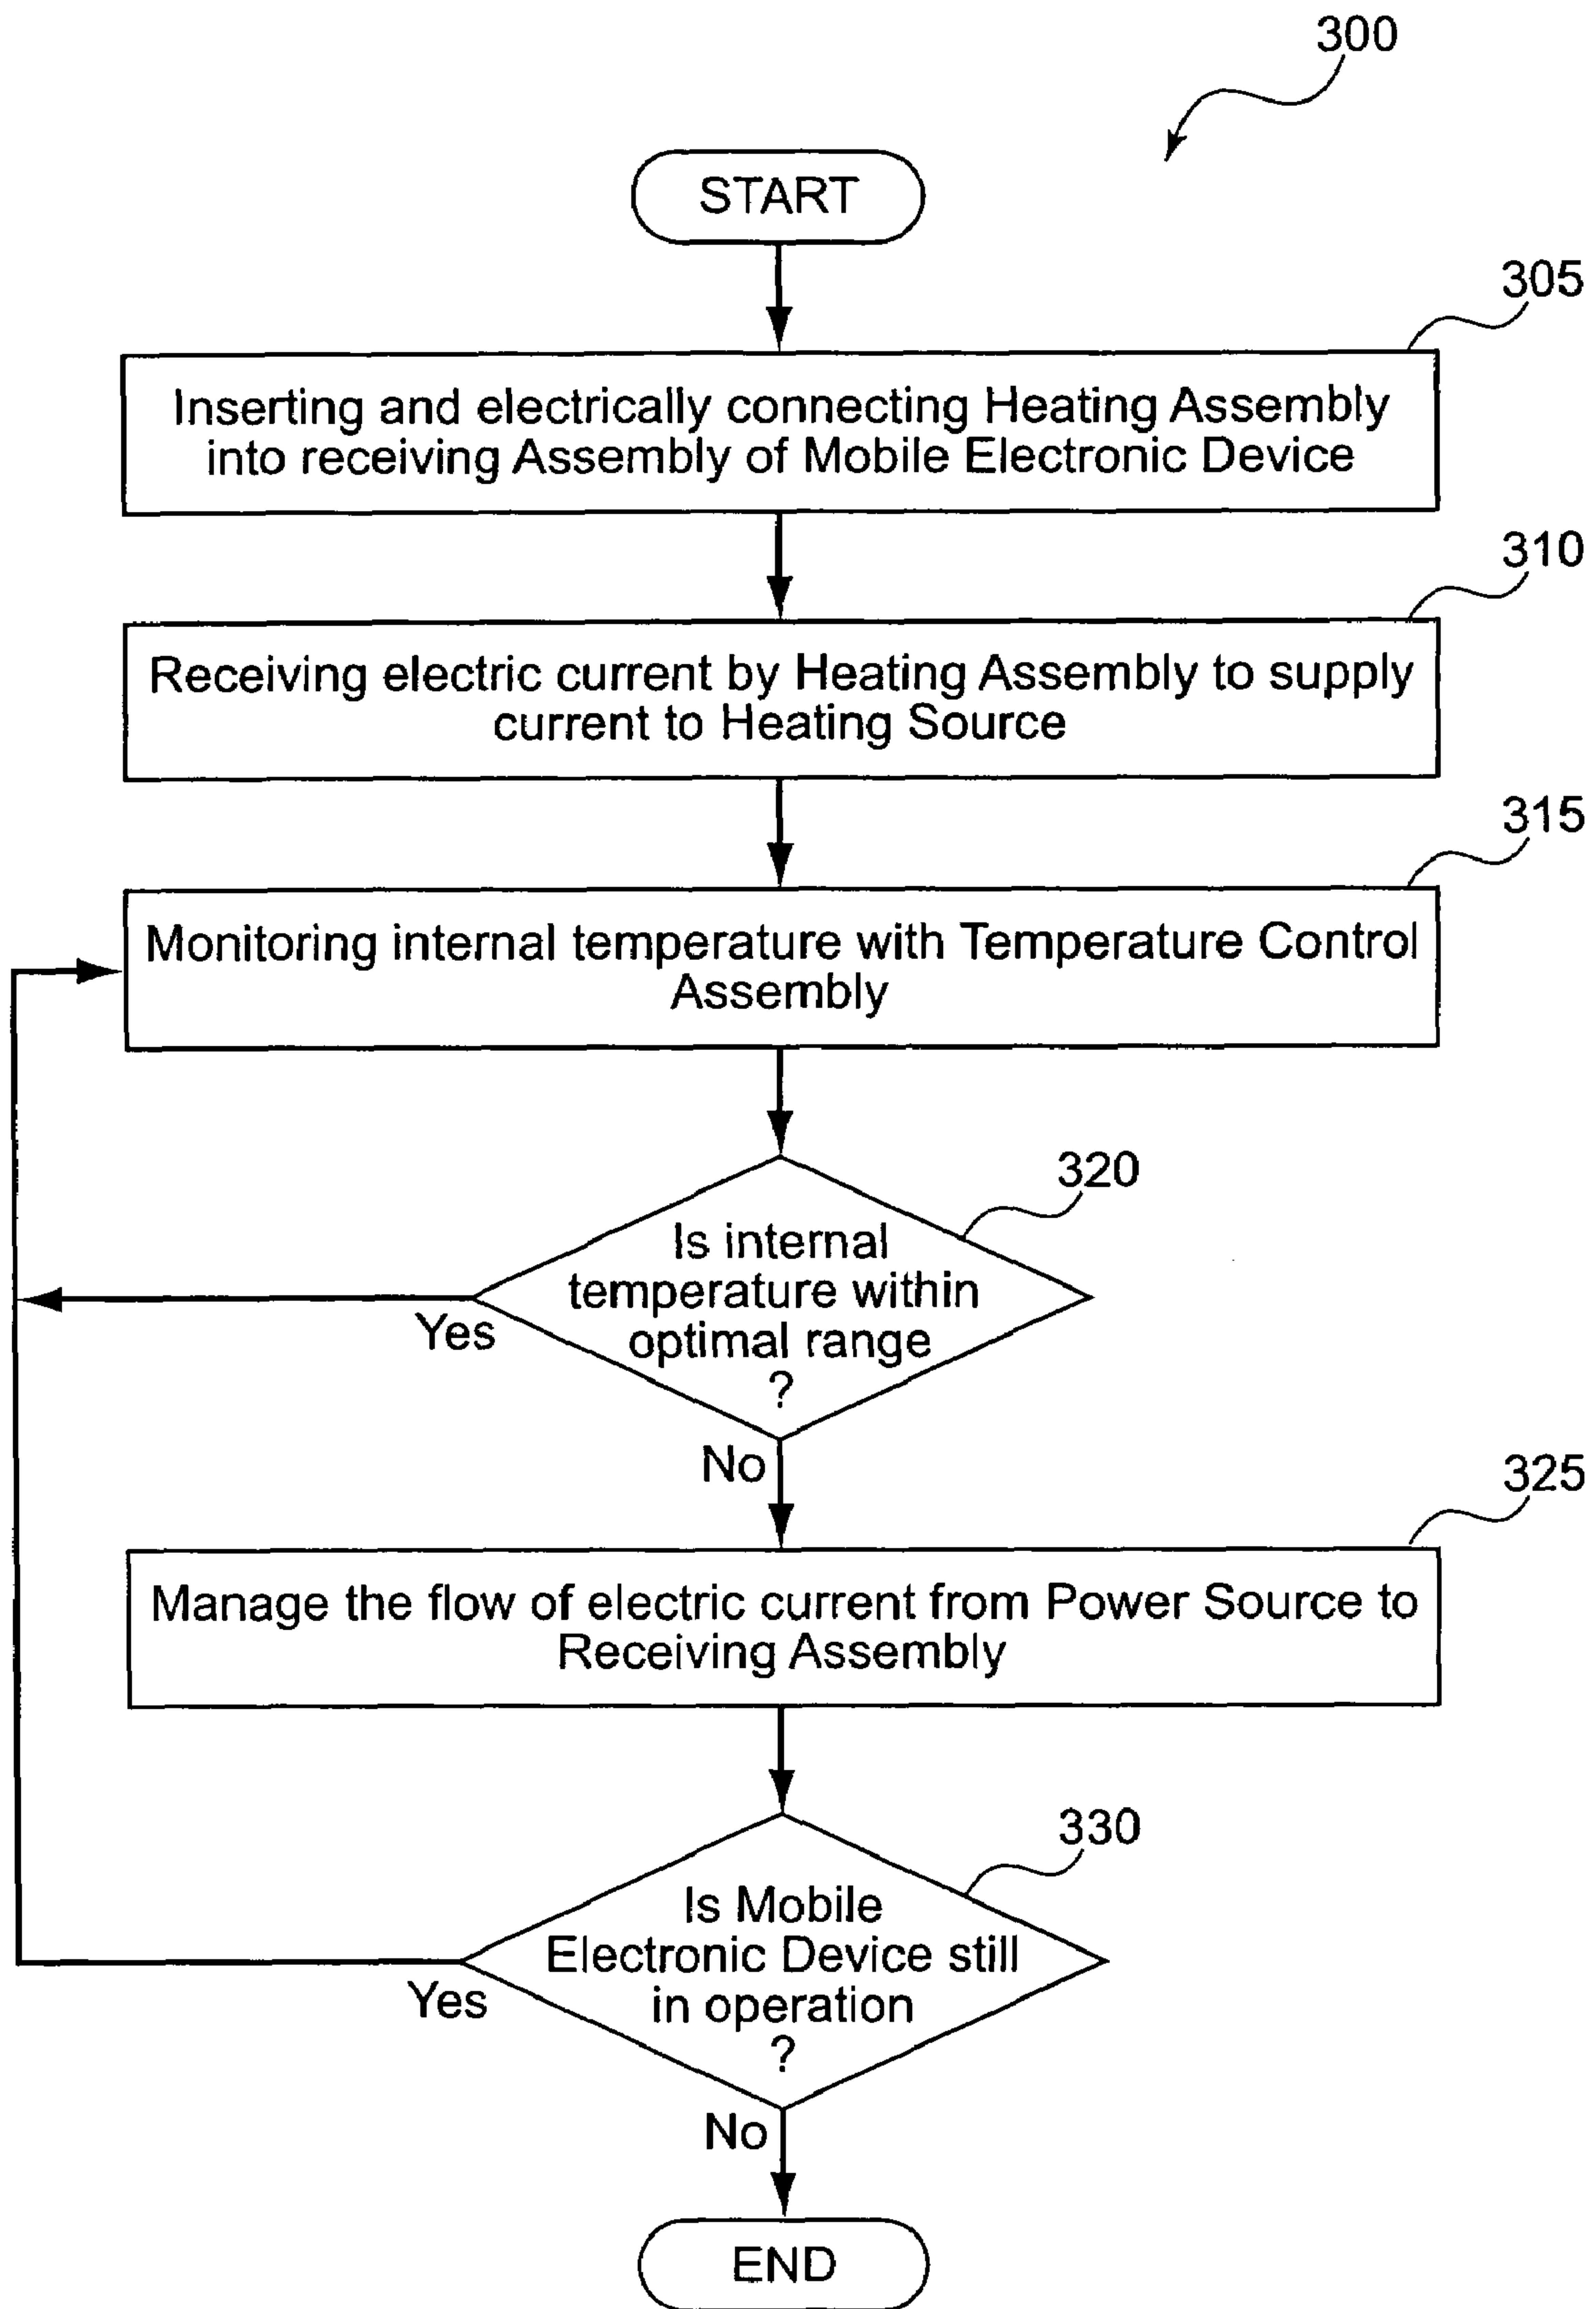 300
START
305
Inserting and electrically connecting Heating Assembly
into receiving Assembly of Mobile Electronic Device
310
Receiving electric current by Heating Assembly to supply
current to Heating Source
315
Monitoring internal temperature with Temperature Control
Assembly
320
Is internal
temperature within
optimal range
?
Yes
No
325
Manage the flow of electric current from Power Source to
Receiving Assembly
330
Is Mobile
Electronic Device still
in operation
?
Yes
No
END